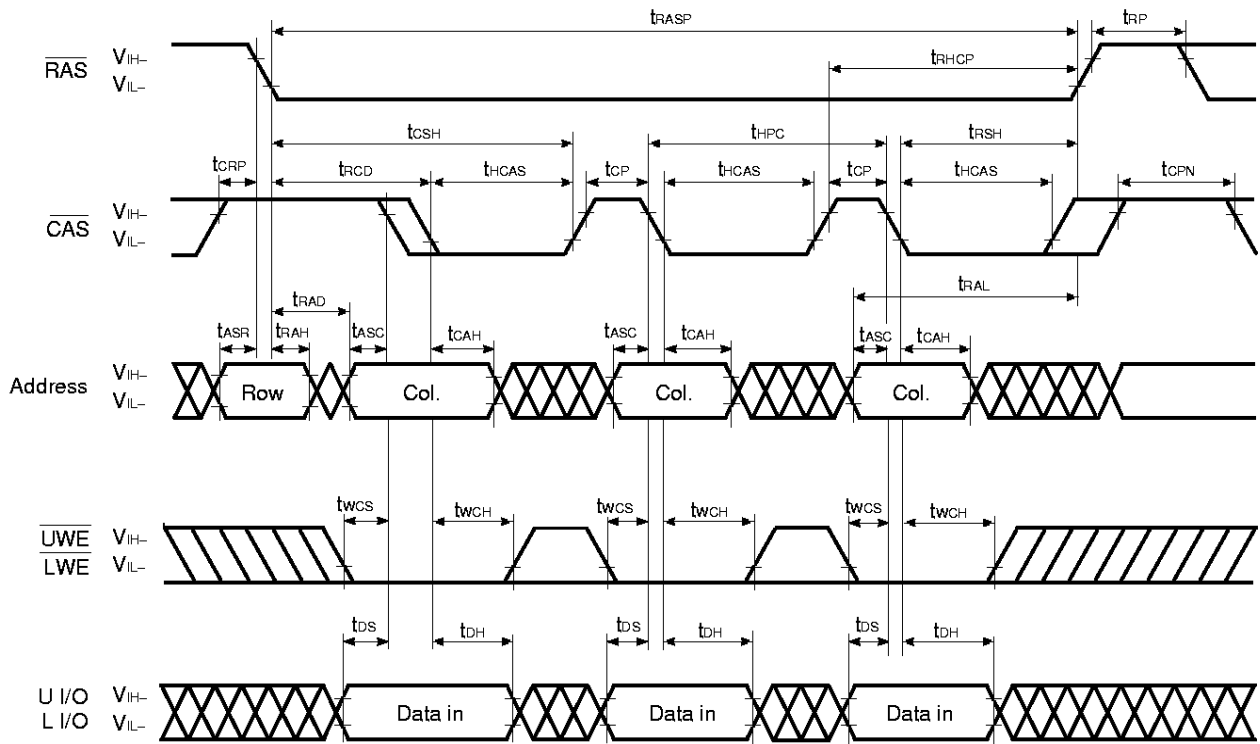 tRASP tRP
RAS VIH– VIL–
tRHCP
tCSH tHPC tRSH
tCRP tRCD tHCAS tCP tHCAS tCP tHCAS tCPN
CAS VIH– VIL–
tRAD tRAL
tASR tRAH tASC tCAH tASC tCAH tASC tCAH
Address VIH– VIL–
Row Col. Col. Col.
tWCS tWCH tWCS tWCH tWCS tWCH
UWE VIH–
LWE VIL–
tDS tDH tDS tDH tDS tDH
U I/O VIH–
L I/O VIL–
Data in Data in Data in